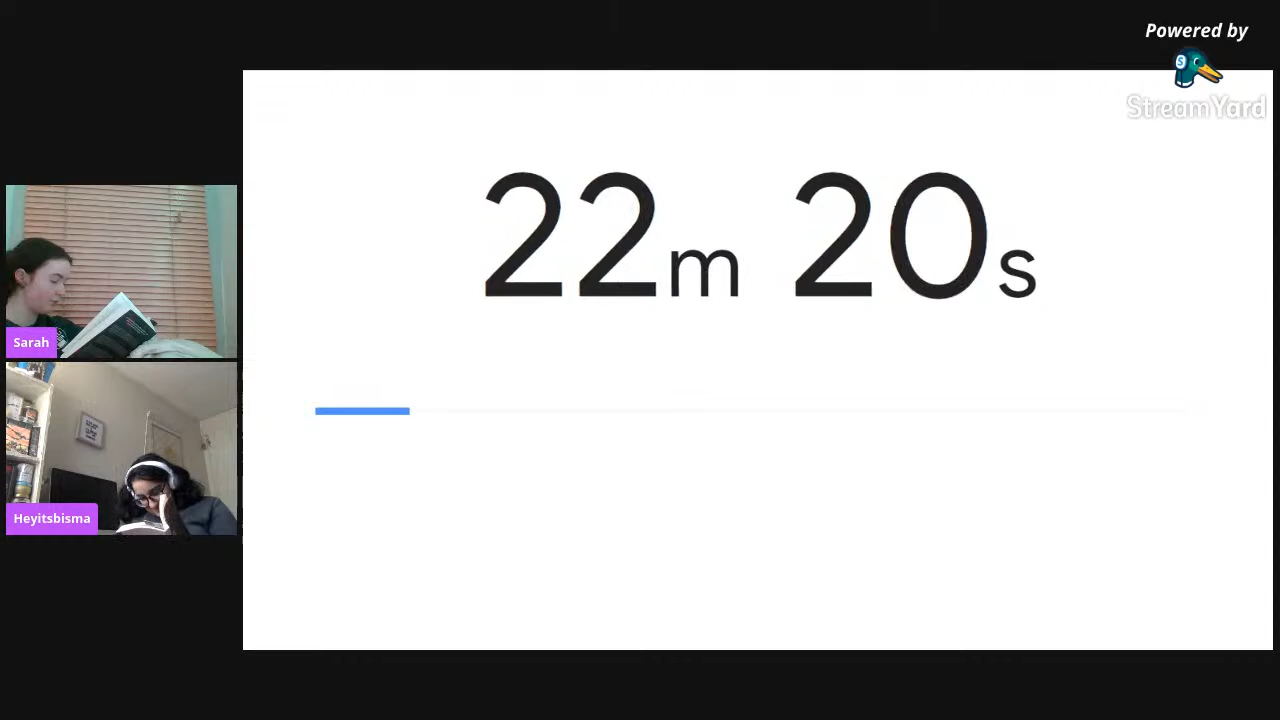 Powered by
StreamYard
22m 20s
Sarah
Heyitsbisma